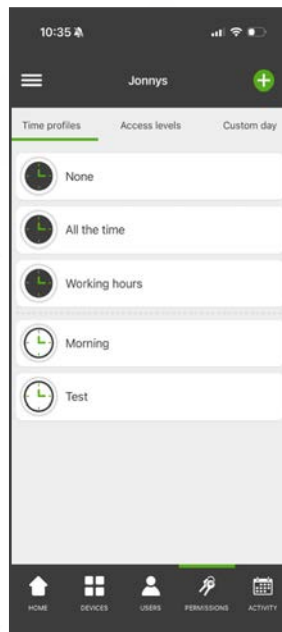 10:35
Jonnys
Time profiles Access levels Custom day
None
All the time
Working hours
Morning
Test
HOME DEVICES USERS PERMISSIONS ACTIVITY